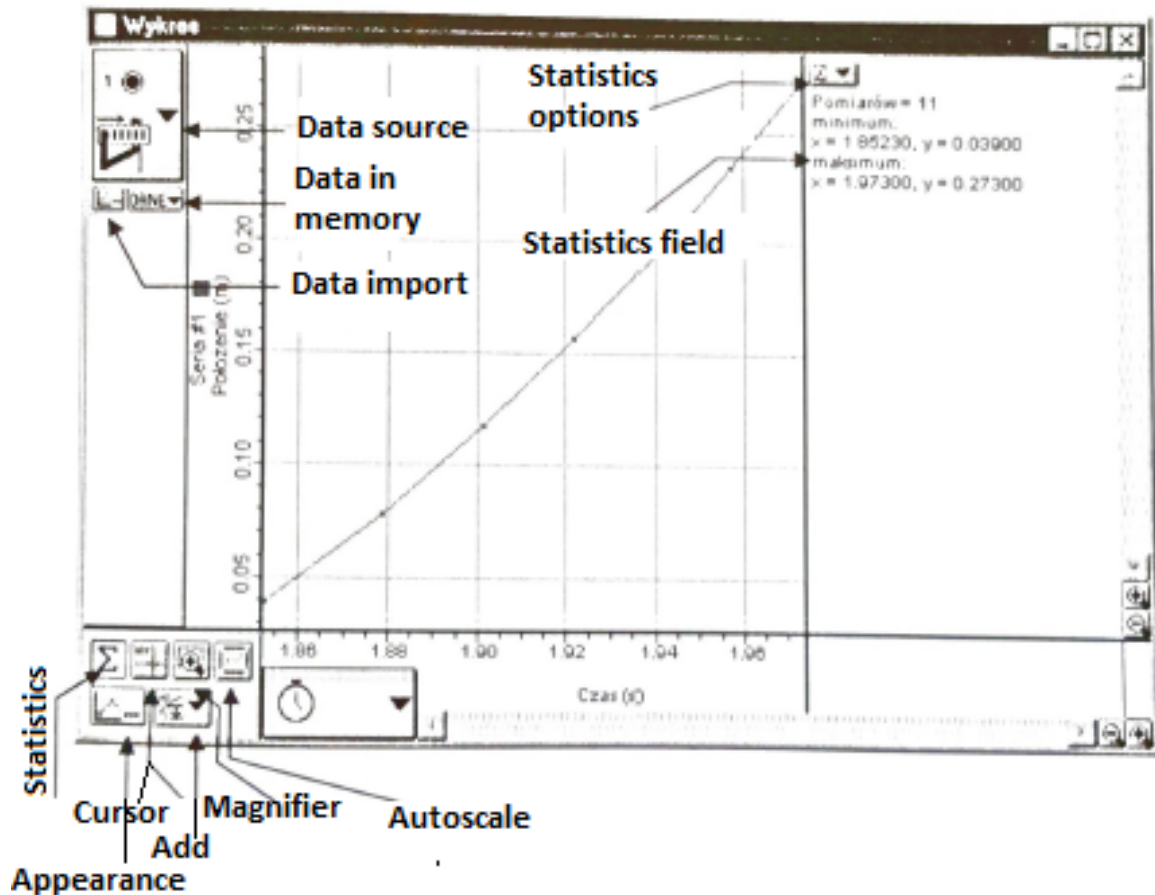 Wykres
1
Statistics
options
Data source
Data in
memory
DANE
Data import
Statistics field
Pomiarów = 11
minimum:
x = 1.85230, y = 0.03900
maksimum:
x = 1.97300, y = 0.27300
Seria #1
Położenie (m)
0.25
0.20
0.15
0.10
0.05
1.86
1.88
1.90
1.92
1.94
1.96
Czas (s)
Σ
Statistics
Cursor
Magnifier
Autoscale
Add
Appearance